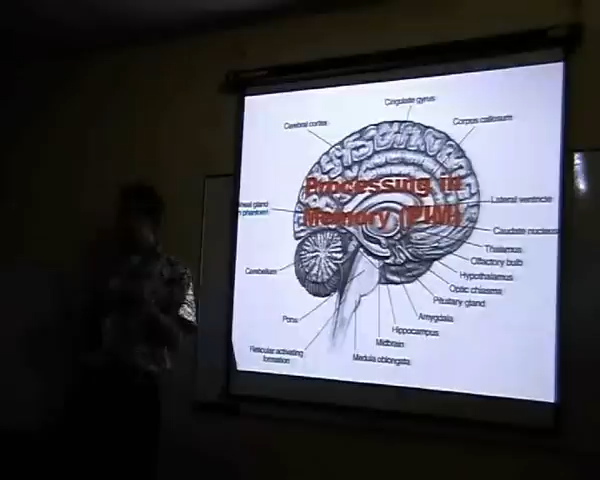 Cingulate gyrus
Cerebral cortex
Corpus callosum
Processing in
Memory (PIM)
Lateral ventricle
Caudate nucleus
Thalamus
Olfactory bulb
Hypothalamus
Optic chiasma
Pituitary gland
Cerebellum
Pons
Amygdala
Hippocampus
Midbrain
Reticular activating
formation
Medulla oblongata